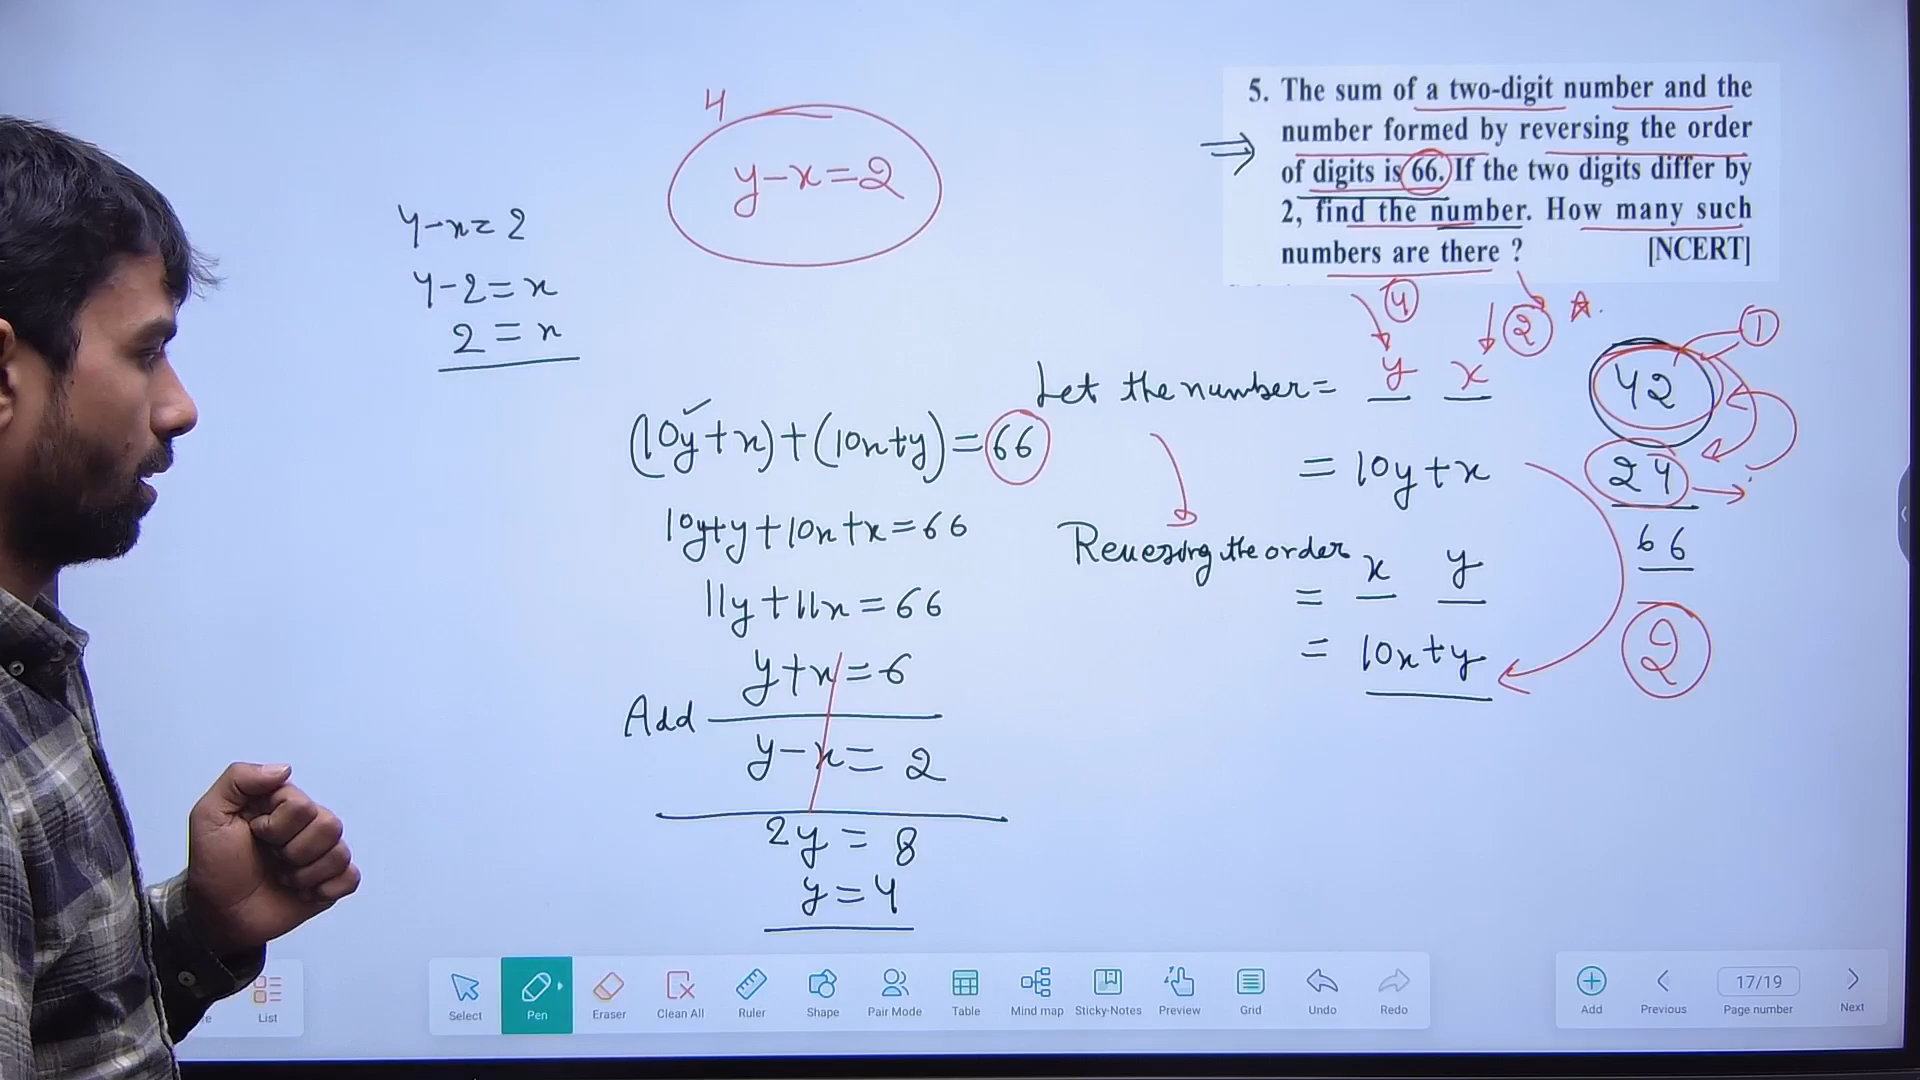 5. The sum of a two-digit number and the
number formed by reversing the order
of digits is 66. If the two digits differ by
2, find the number. How many such
numbers are there ? [NCERT]
4
y-x=2
y-x=2
y-2=x
2=x
4
2
1
Let the number = y x
= 10y+x
Reversing the order
= x y
= 10x+y
42
24
66
2
(10y+x)+(10x+y)=66
10y+y+10x+x=66
11y+11x=66
y+x=6
Add
y-x=2
2y=8
y=4
List
Select
Pen
Eraser
Clean All
Ruler
Shape
Pair Mode
Table
Mind map
Sticky-Notes
Preview
Grid
Undo
Redo
Add
Previous
17/19
Page number
Next